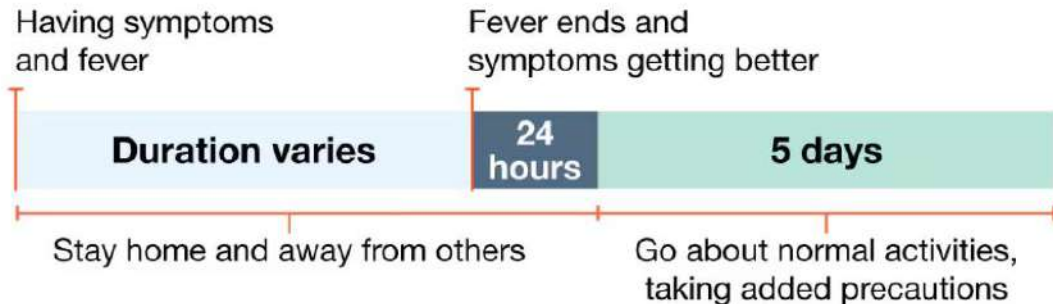 Having symptoms
and fever
Fever ends and
symptoms getting better
Duration varies
24
hours
5 days
Stay home and away from others
Go about normal activities,
taking added precautions